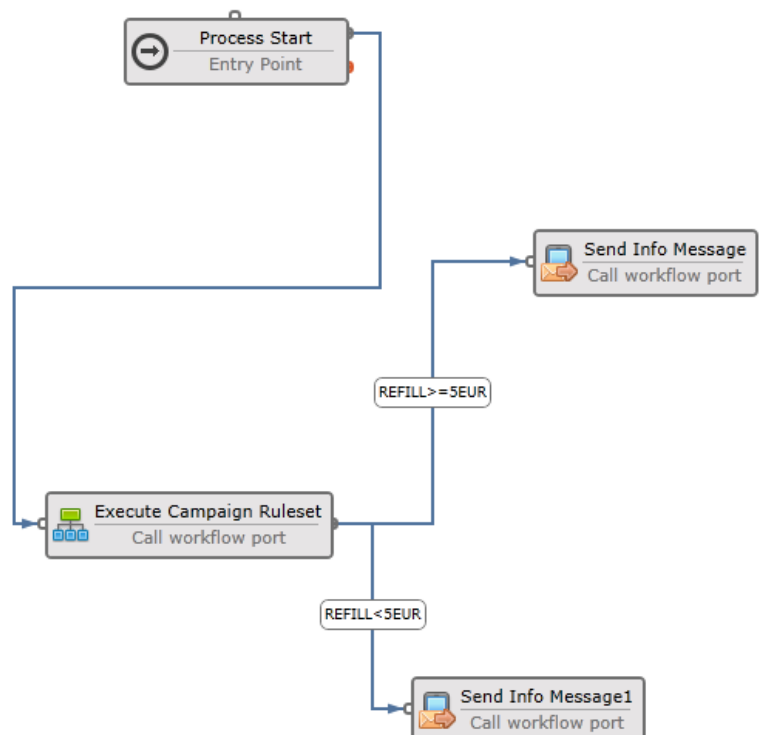 Process Start
Entry Point
Send Info Message
Call workflow port
REFILL>=5EUR
Execute Campaign Ruleset
Call workflow port
REFILL<5EUR
Send Info Message1
Call workflow port